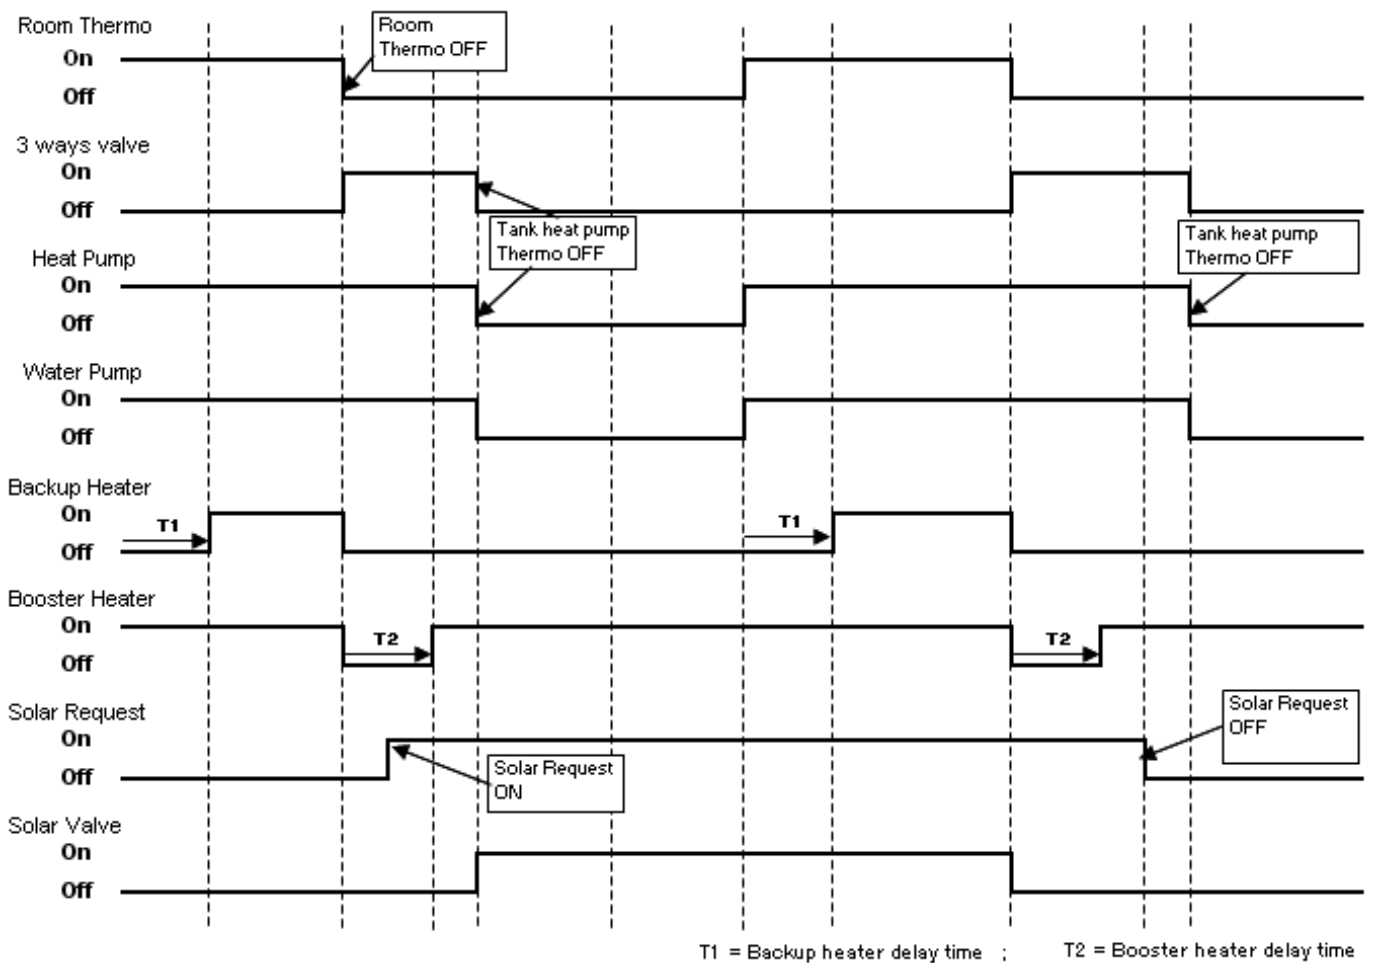 Room Thermo
On
Off
Room
Thermo OFF
3 ways valve
On
Off
Tank heat pump
Thermo OFF
Tank heat pump
Thermo OFF
Heat Pump
On
Off
Water Pump
On
Off
Backup Heater
On
Off
T1
T1
Booster Heater
On
Off
T2
T2
Solar Request
On
Off
Solar Request
ON
Solar Request
OFF
Solar Valve
On
Off
T1 = Backup heater delay time ; T2 = Booster heater delay time